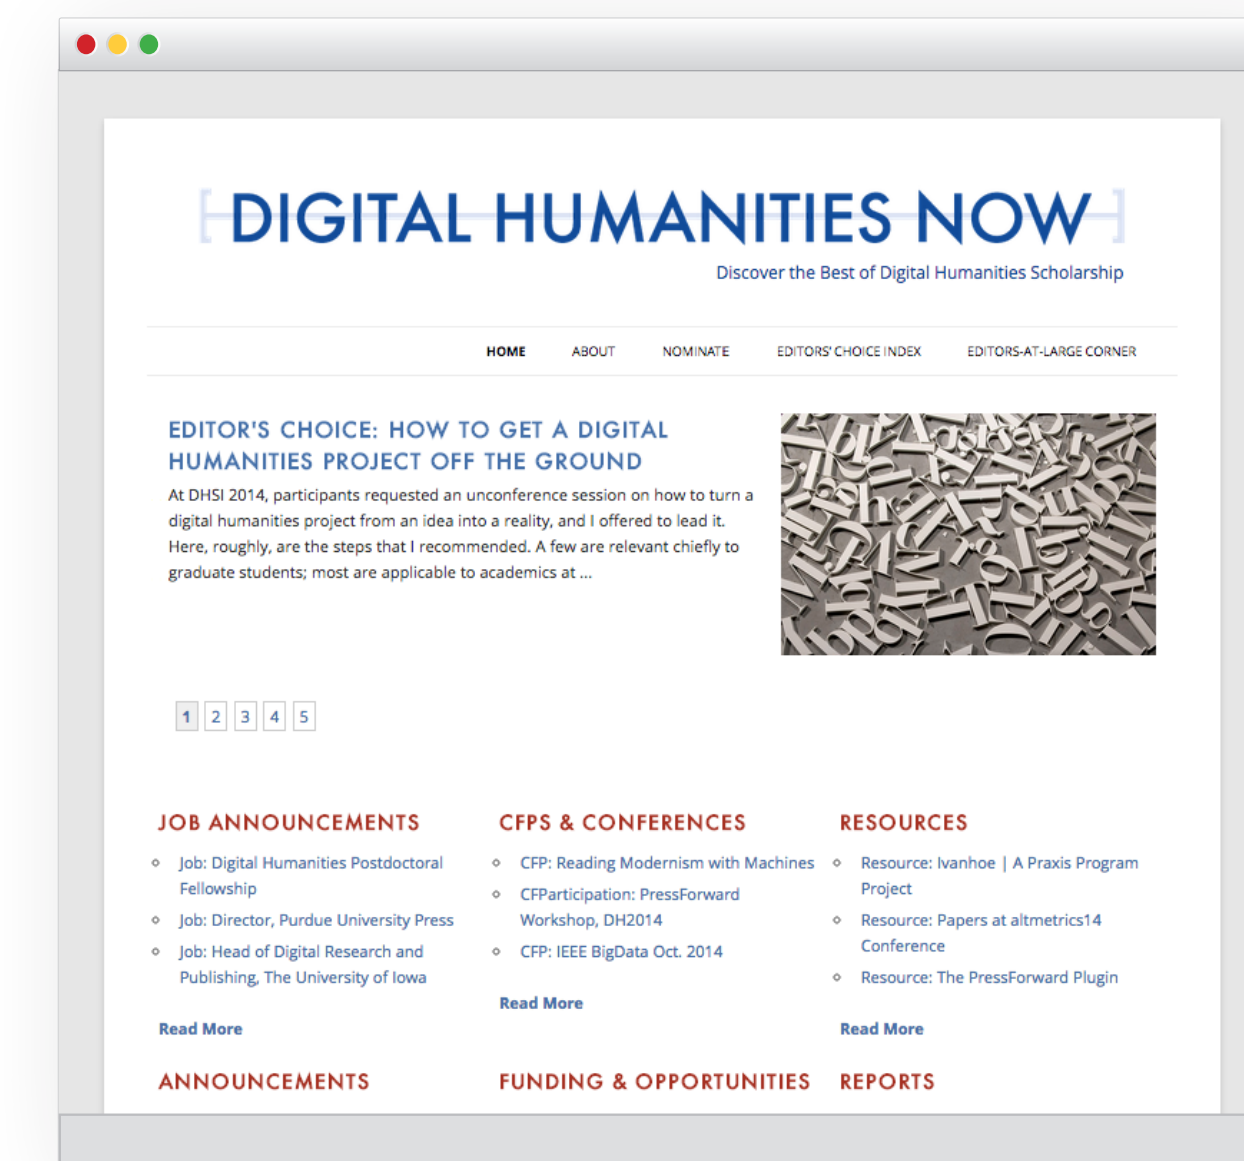 DIGITAL HUMANITIES NOW
Discover the Best of Digital Humanities Scholarship
HOME ABOUT NOMINATE EDITORS' CHOICE INDEX EDITORS-AT-LARGE CORNER
EDITOR'S CHOICE: HOW TO GET A DIGITAL
HUMANITIES PROJECT OFF THE GROUND
At DHSI 2014, participants requested an unconference session on how to turn a
digital humanities project from an idea into a reality, and I offered to lead it.
Here, roughly, are the steps that I recommended. A few are relevant chiefly to
graduate students; most are applicable to academics at ...
1 2 3 4 5
JOB ANNOUNCEMENTS
Job: Digital Humanities Postdoctoral
Fellowship
Job: Director, Purdue University Press
Job: Head of Digital Research and
Publishing, The University of Iowa
Read More
CFPS & CONFERENCES
CFP: Reading Modernism with Machines
CFParticipation: PressForward
Workshop, DH2014
CFP: IEEE BigData Oct. 2014
Read More
RESOURCES
Resource: Ivanhoe | A Praxis Program
Project
Resource: Papers at altmetrics14
Conference
Resource: The PressForward Plugin
Read More
ANNOUNCEMENTS
FUNDING & OPPORTUNITIES
REPORTS